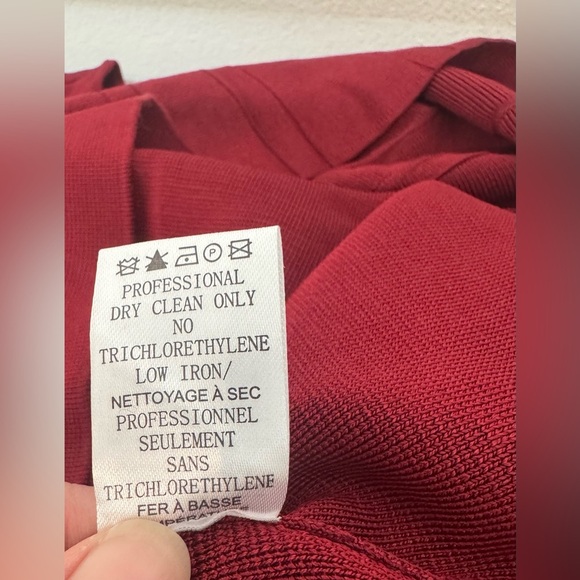 PROFESSIONAL
DRY CLEAN ONLY
NO
TRICHLORETHYLENE
LOW IRON/
NETTOYAGE À SEC
PROFESSIONNEL
SEULEMENT
SANS
TRICHLORETHYLENE
FER À BASSE